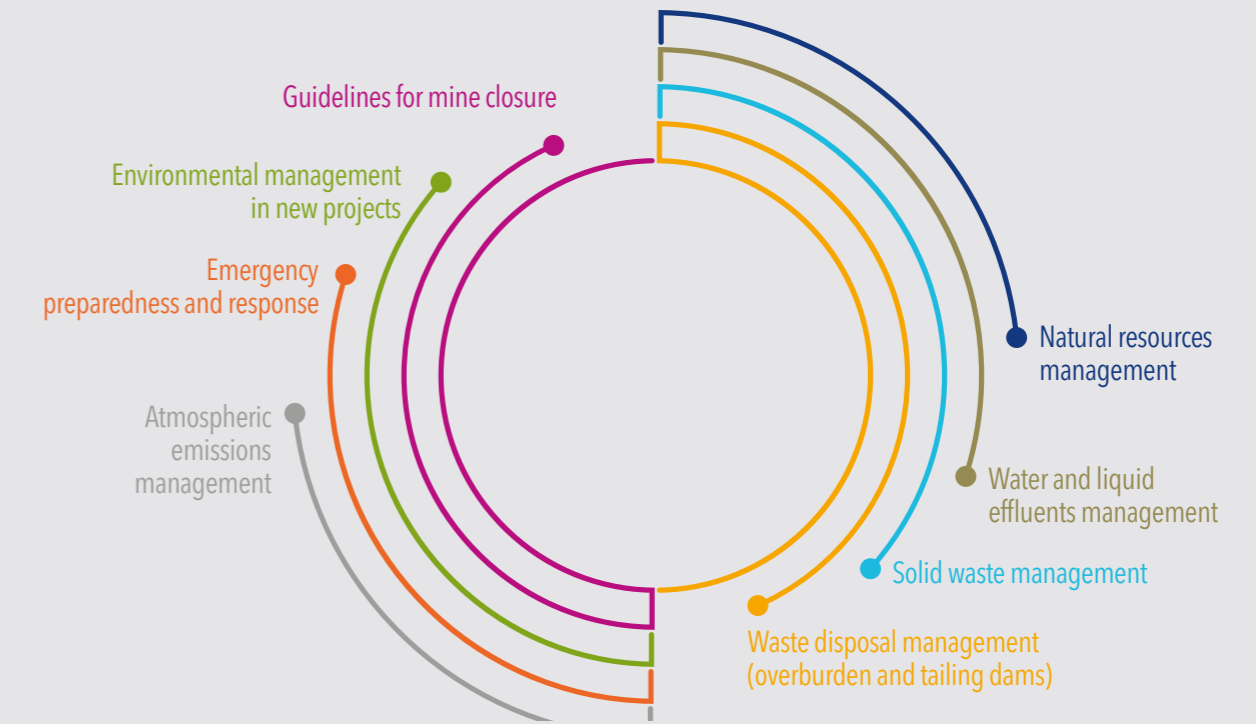 Guidelines for mine closure
Environmental management
in new projects
Emergency
preparedness and response
Atmospheric
emissions
management
Natural resources
management
Water and liquid
effluents management
Solid waste management
Waste disposal management
(overburden and tailing dams)